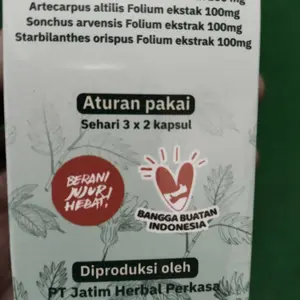 Artecarpus altilis Folium ekstak 100mg
Sonchus arvensis Folium ekstrak 100mg
Starbilanthes orispus Folium ekstrak 100mg
Aturan pakai
Sehari 3 x 2 kapsul
BERANI
JUJUR!
HEBAT!
BANGGA BUATAN
INDONESIA
Diproduksi oleh
PT Jatim Herbal Perkasa